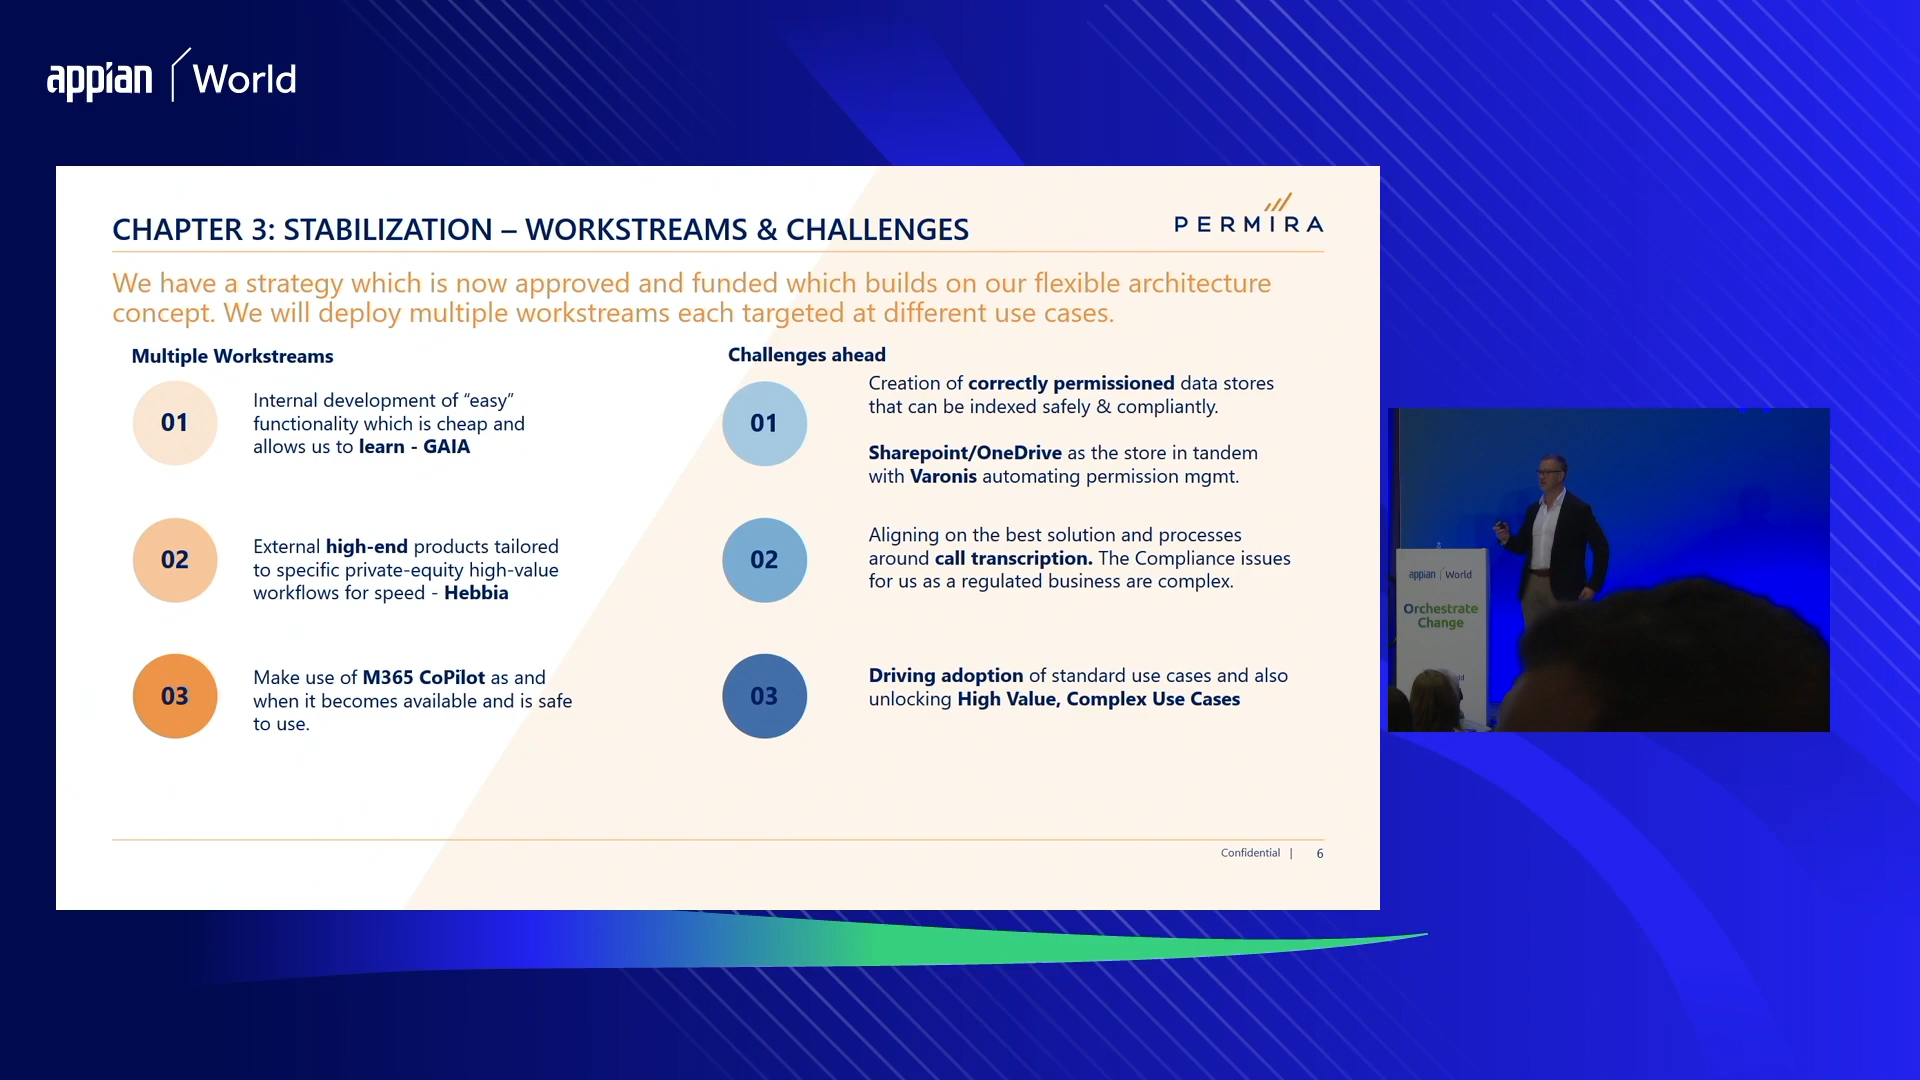 appian World
CHAPTER 3: STABILIZATION – WORKSTREAMS & CHALLENGES
PERMIRA
We have a strategy which is now approved and funded which builds on our flexible architecture
concept. We will deploy multiple workstreams each targeted at different use cases.
Multiple Workstreams
01
Internal development of “easy”
functionality which is cheap and
allows us to learn - GAIA
02
External high-end products tailored
to specific private-equity high-value
workflows for speed - Hebbia
03
Make use of M365 CoPilot as and
when it becomes available and is safe
to use.
Challenges ahead
01
Creation of correctly permissioned data stores
that can be indexed safely & compliantly.
Sharepoint/OneDrive as the store in tandem
with Varonis automating permission mgmt.
02
Aligning on the best solution and processes
around call transcription. The Compliance issues
for us as a regulated business are complex.
03
Driving adoption of standard use cases and also
unlocking High Value, Complex Use Cases
Confidential | 6
appian World
Orchestrate
Change